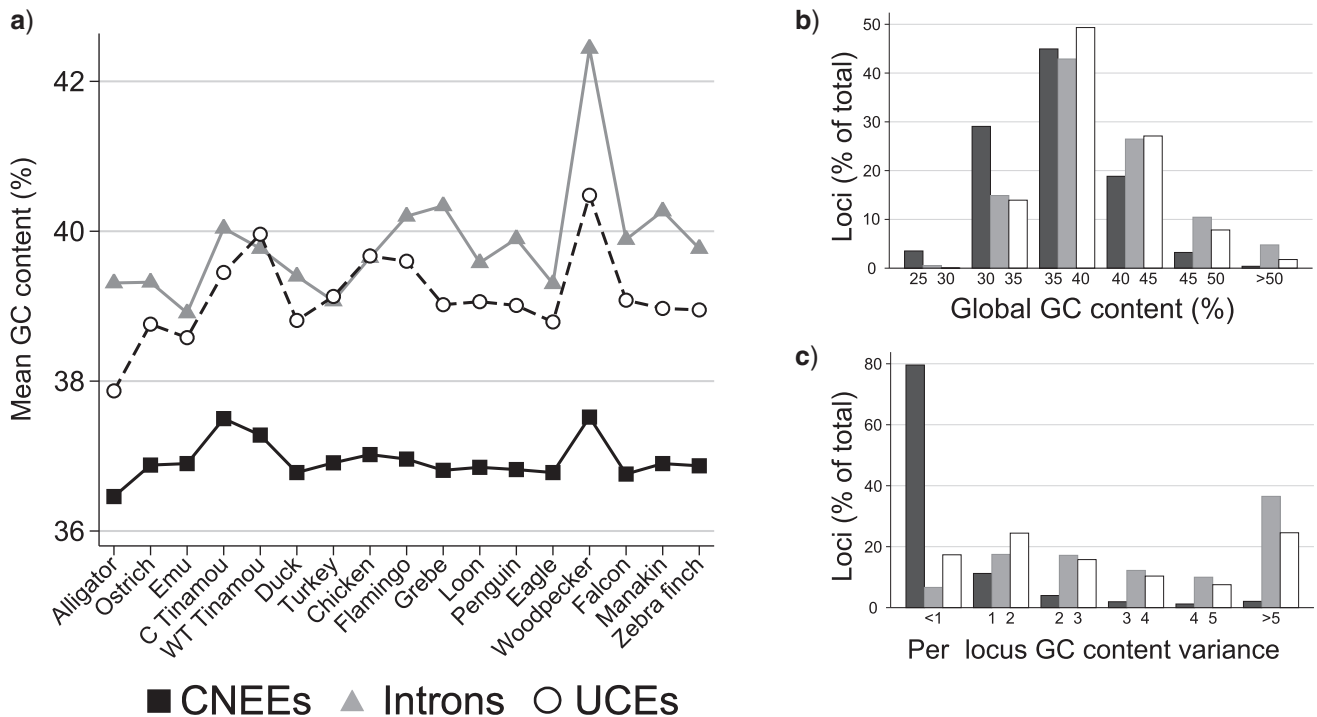 a)
Mean GC content (%)
42
40
38
36
Alligator
Ostrich
Emu
C Tinamou
WT Tinamou
Duck
Turkey
Chicken
Flamingo
Grebe
Loon
Penguin
Eagle
Woodpecker
Falcon
Manakin
Zebra finch
CNEEs Introns UCEs
b)
Loci (% of total)
50
40
30
20
10
0
25 30 30 35 35 40 40 45 45 50 >50
Global GC content (%)
c)
Loci (% of total)
80
60
40
20
0
<1 1 2 2 3 3 4 4 5 >5
Per locus GC content variance